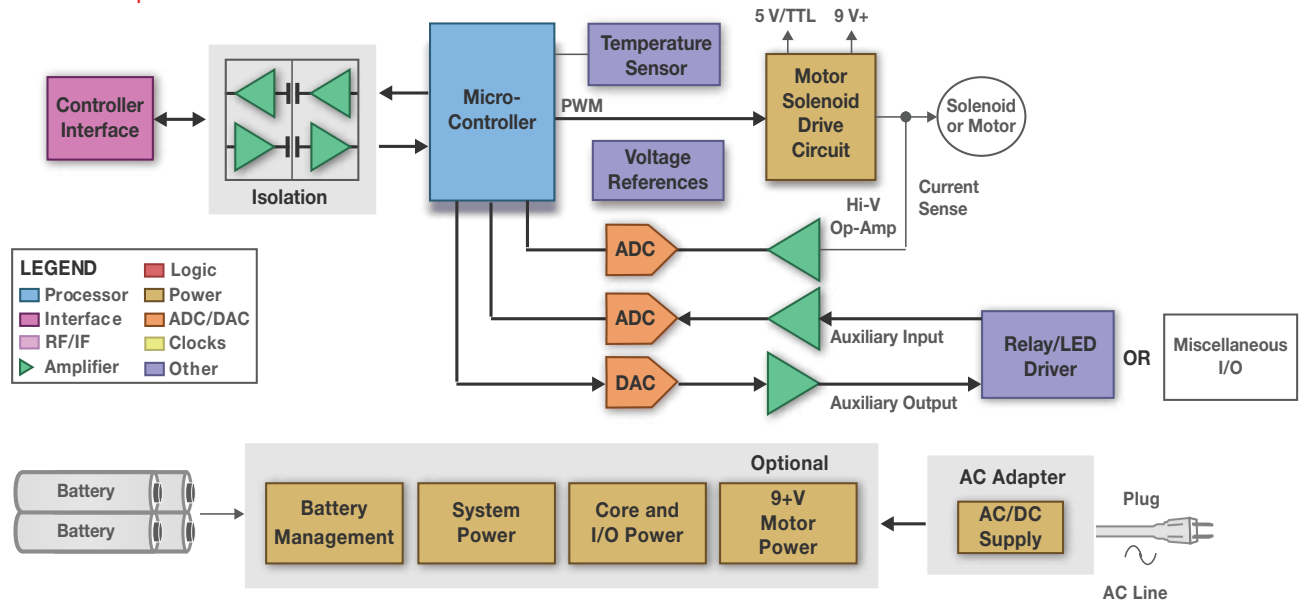 5 V/TTL
9 V+
Controller
Interface
Isolation
Micro-
Controller
Temperature
Sensor
PWM
Voltage
References
Motor
Solenoid
Drive
Circuit
Solenoid
or Motor
Current
Sense
Hi-V
Op-Amp
ADC
ADC
DAC
Auxiliary Input
Auxiliary Output
Relay/LED
Driver
OR
Miscellaneous
I/O
LEGEND
Processor
Interface
RF/IF
Amplifier
Logic
Power
ADC/DAC
Clocks
Other
Battery
Battery
Battery
Management
System
Power
Core and
I/O Power
Optional
9+V
Motor
Power
AC Adapter
AC/DC
Supply
Plug
AC Line